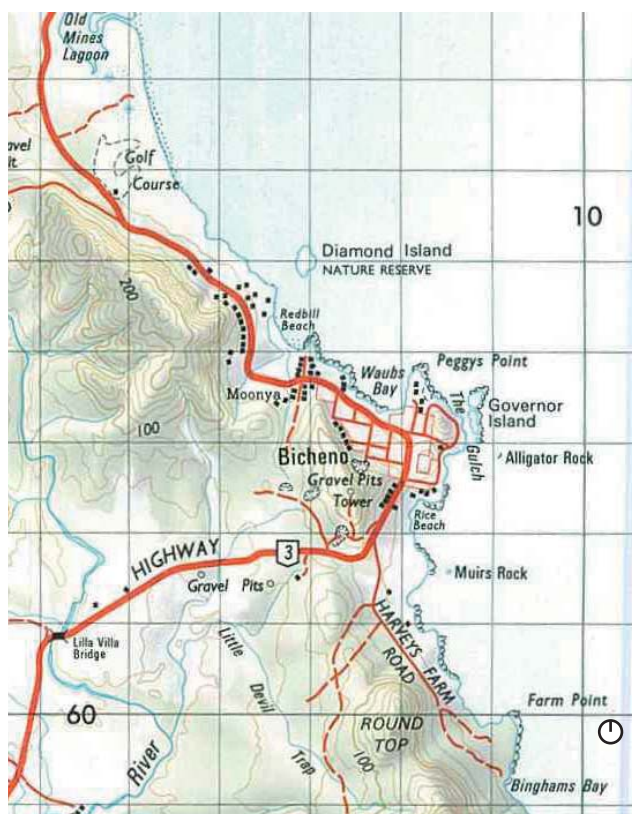 Old
Mines
Lagoon
avel
it
Golf
Course
10
Diamond Island
NATURE RESERVE
200
Redbill
Beach
Peggys Point
Waubs
Bay
Moonya
The
Gulch
Governor
Island
100
Bicheno
Gravel Pits
Tower
Alligator Rock
Rice
Beach
HIGHWAY
3
Muirs Rock
Gravel Pits
HARVEYS FARM
ROAD
Lilla Villa
Bridge
Little
Devil
Trap
Farm Point
60
ROUND
TOP
100
River
Binghams Bay